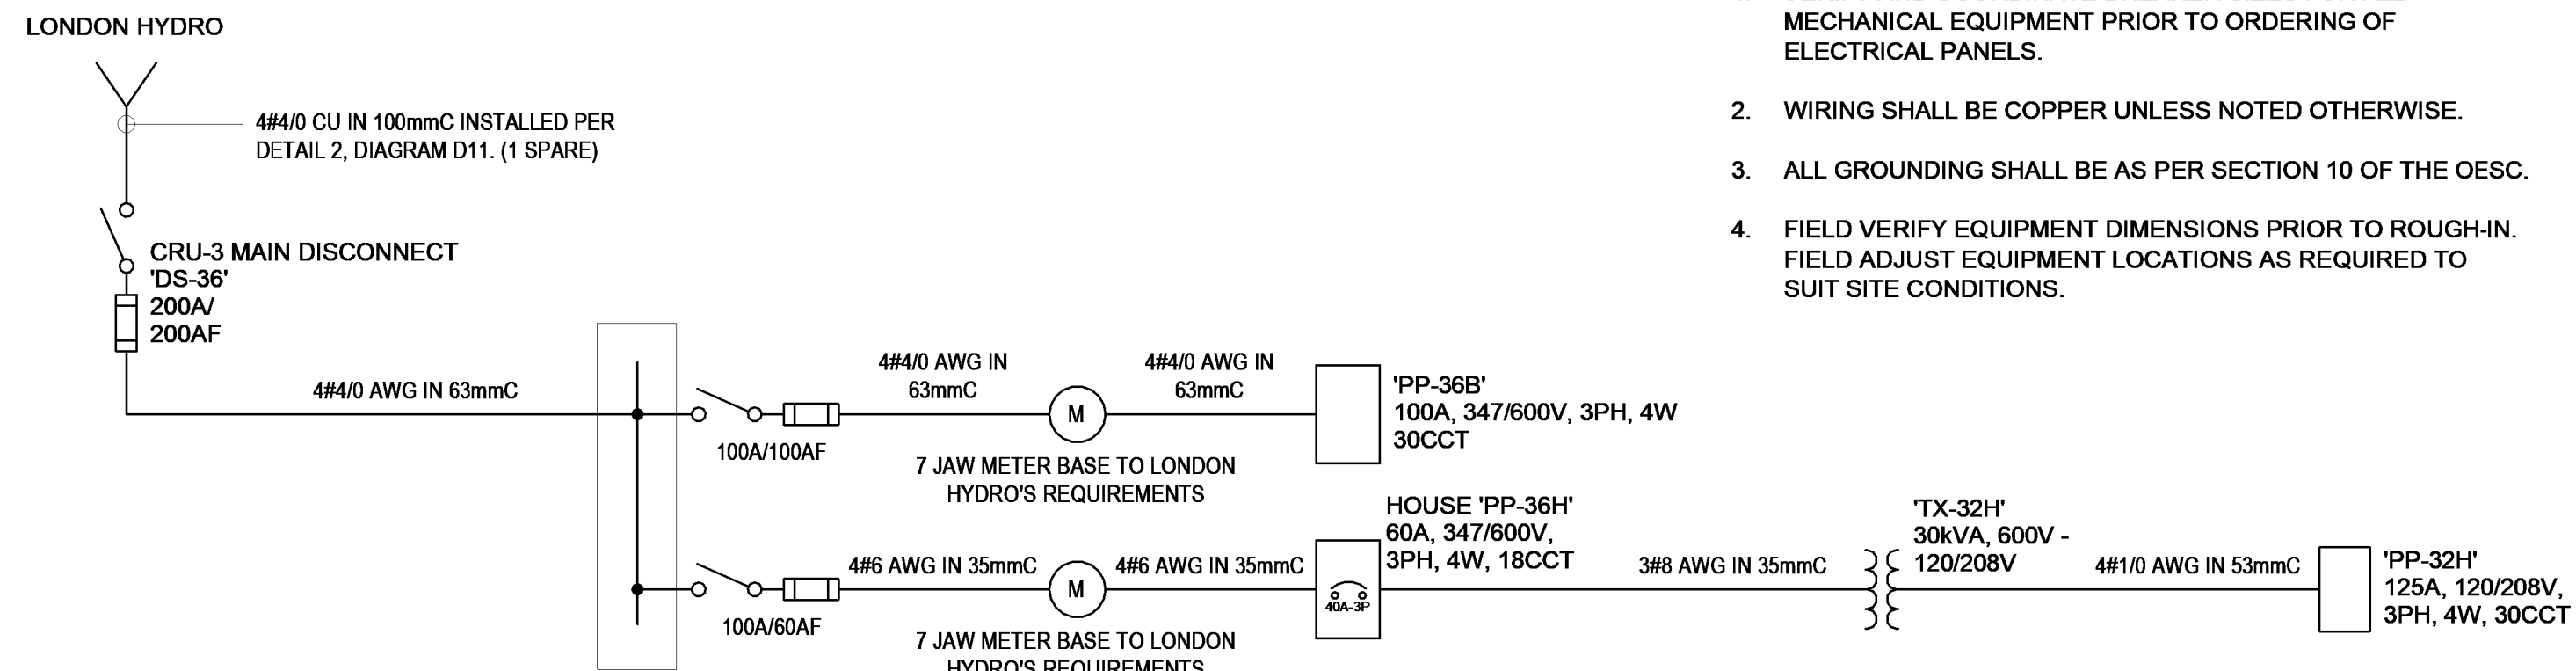 LONDON HYDRO
4#4/0 CU IN 100mmC INSTALLED PER
DETAIL 2, DIAGRAM D11. (1 SPARE)
CRU-3 MAIN DISCONNECT
'DS-36'
200A/
200AF
4#4/0 AWG IN 63mmC
100A/100AF
4#4/0 AWG IN
63mmC
M
4#4/0 AWG IN
63mmC
7 JAW METER BASE TO LONDON
HYDRO'S REQUIREMENTS
'PP-36B'
100A, 347/600V, 3PH, 4W
30CCT
100A/60AF
4#6 AWG IN 35mmC
M
4#6 AWG IN 35mmC
7 JAW METER BASE TO LONDON
HYDRO'S REQUIREMENTS
HOUSE 'PP-36H'
60A, 347/600V,
3PH, 4W, 18CCT
40A-3P
3#8 AWG IN 35mmC
'TX-32H'
30kVA, 600V -
120/208V
4#1/0 AWG IN 53mmC
'PP-32H'
125A, 120/208V,
3PH, 4W, 30CCT
MECHANICAL EQUIPMENT PRIOR TO ORDERING OF
ELECTRICAL PANELS.
2. WIRING SHALL BE COPPER UNLESS NOTED OTHERWISE.
3. ALL GROUNDING SHALL BE AS PER SECTION 10 OF THE OESC.
4. FIELD VERIFY EQUIPMENT DIMENSIONS PRIOR TO ROUGH-IN.
FIELD ADJUST EQUIPMENT LOCATIONS AS REQUIRED TO
SUIT SITE CONDITIONS.